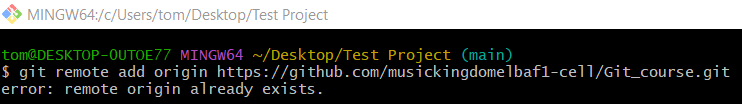 MINGW64:/c/Users/tom/Desktop/Test Project
tom@DESKTOP-OUTOE77 MINGW64 ~/Desktop/Test Project (main)
$ git remote add origin https://github.com/musickingdomelbaf1-cell/Git_course.git
error: remote origin already exists.